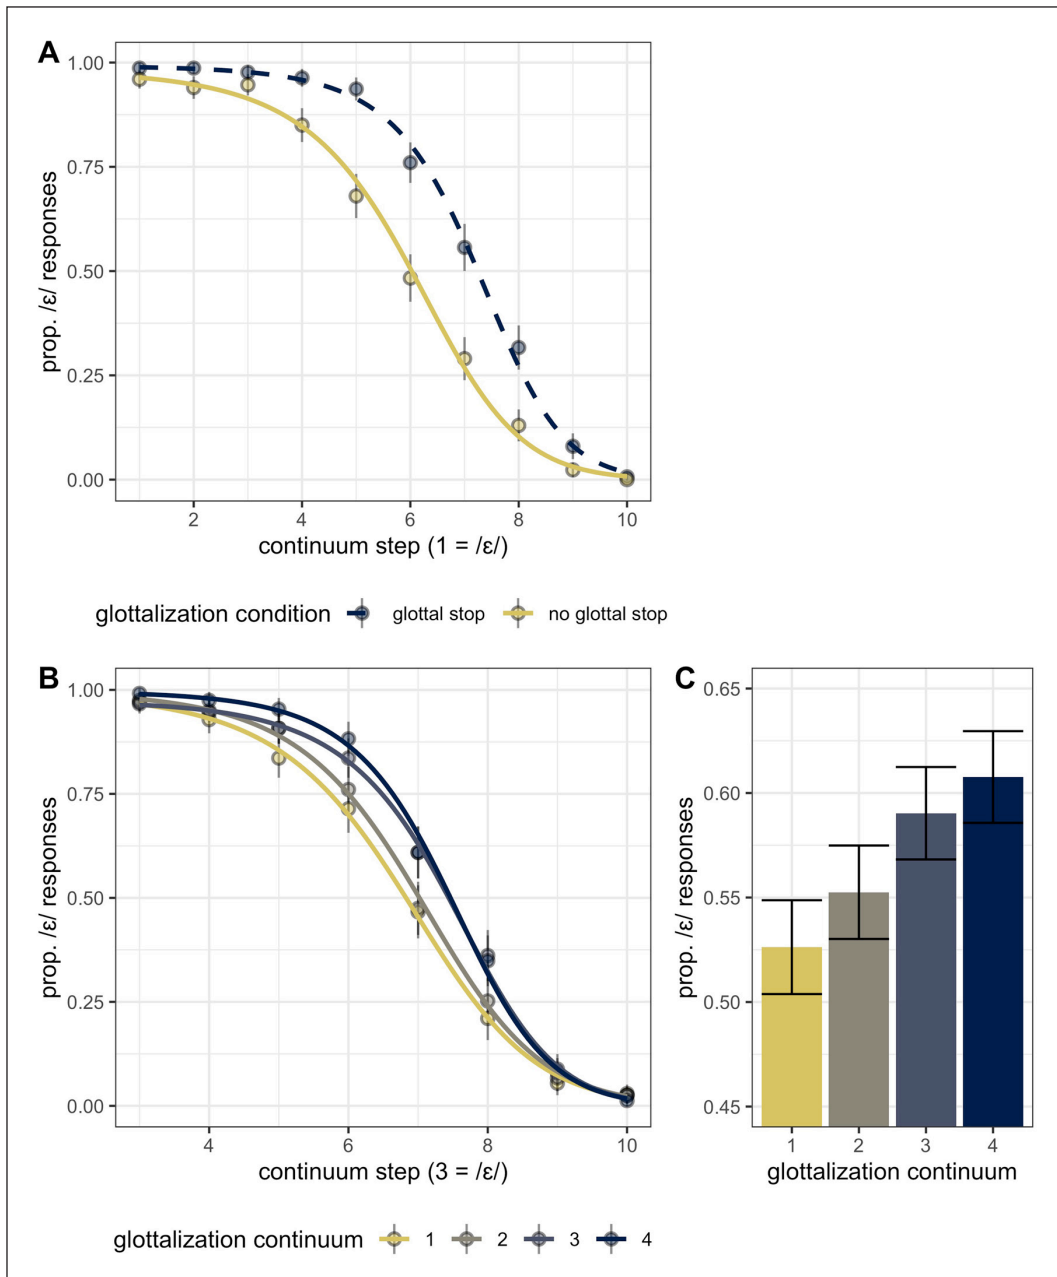 A
1.00
0.75
0.50
0.25
0.00
prop. /ɛ/ responses
2 4 6 8 10
continuum step (1 = /ɛ/)
glottalization condition glottal stop no glottal stop
B
1.00
0.75
0.50
0.25
0.00
prop. /ɛ/ responses
4 6 8 10
continuum step (3 = /ɛ/)
glottalization continuum 1 2 3 4
C
0.65
0.60
0.55
0.50
0.45
prop. /ɛ/ responses
1 2 3 4
glottalization continuum